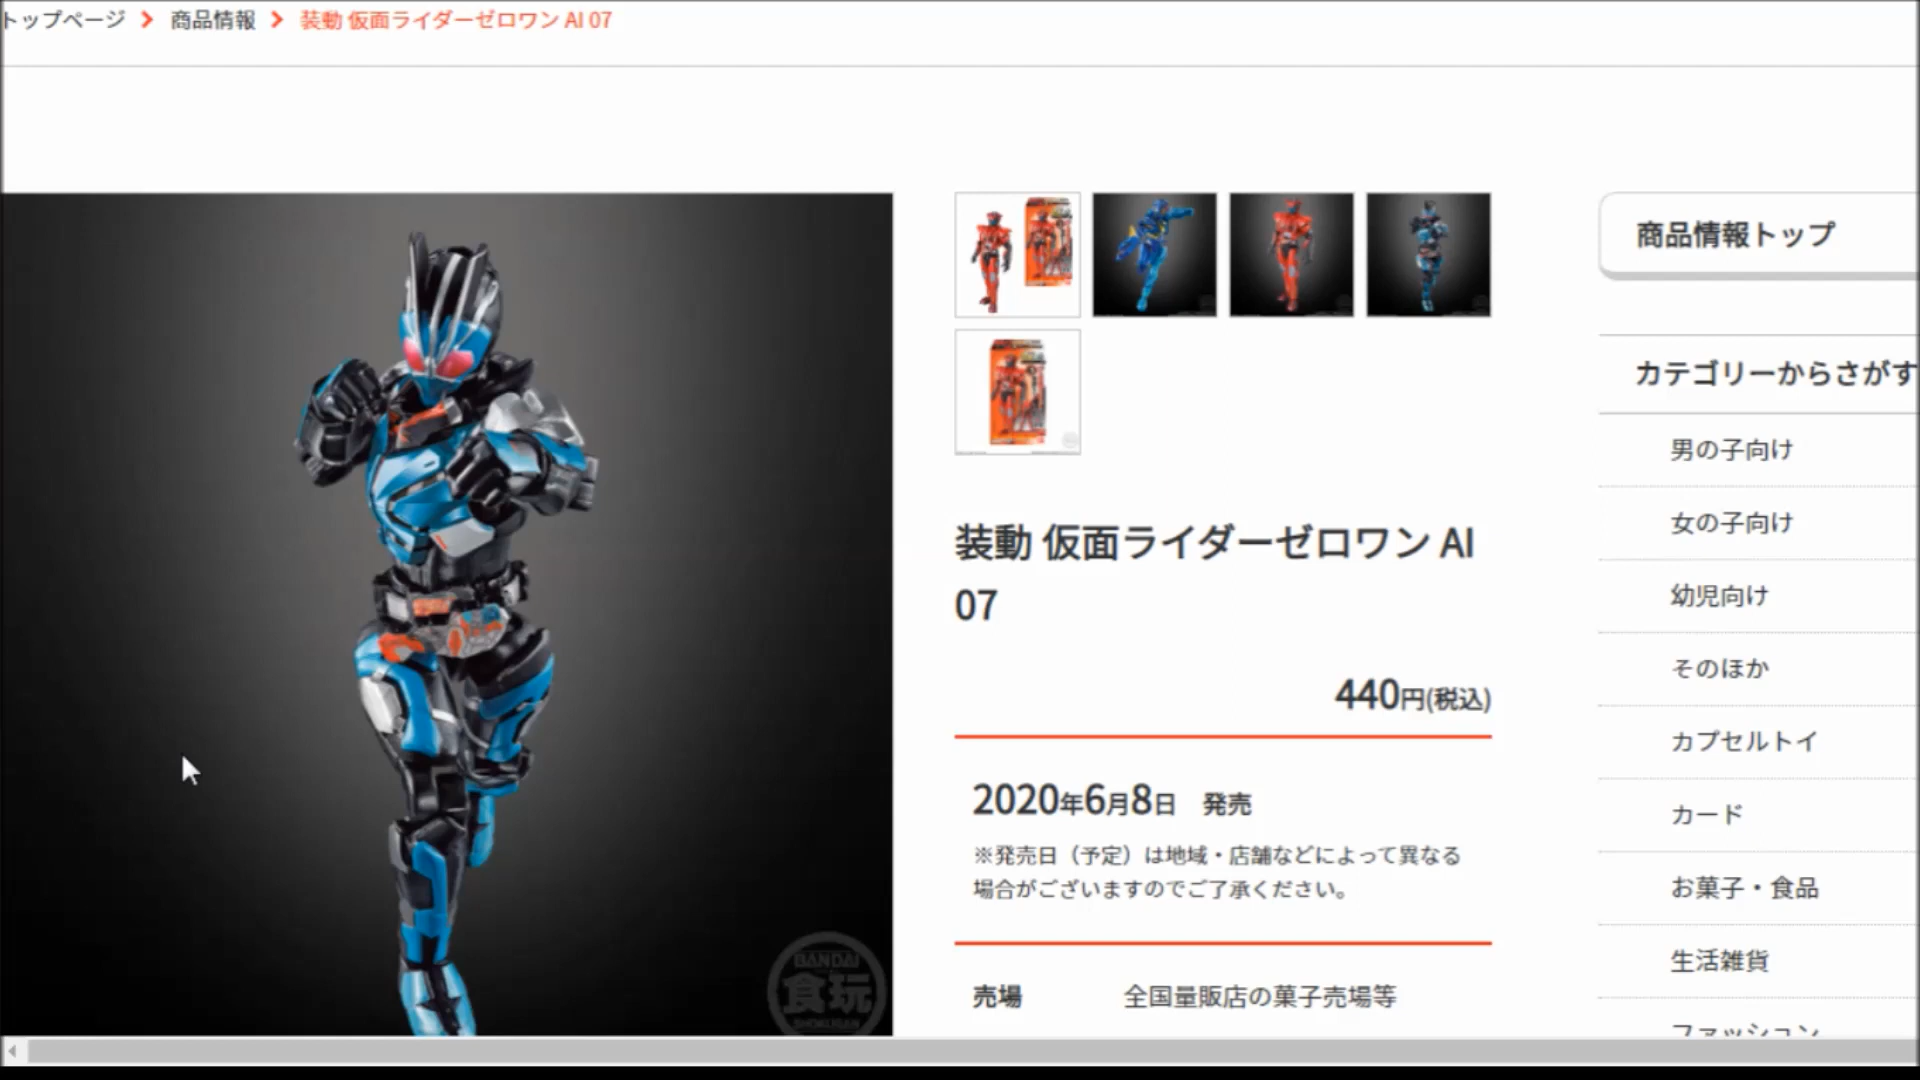 トップページ 商品情報 装動 仮面ライダーゼロワン AI 07
装動 仮面ライダーゼロワン AI
07
440円(税込)
2020年6月8日 発売
※発売日（予定）は地域・店舗などによって異なる
場合がございますのでご了承ください。
売場 全国量販店の菓子売場等
BANDAI
食玩
SHOKUGAN
商品情報トップ
カテゴリーからさがす
男の子向け
女の子向け
幼児向け
そのほか
カプセルトイ
カード
お菓子・食品
生活雑貨
ファッション